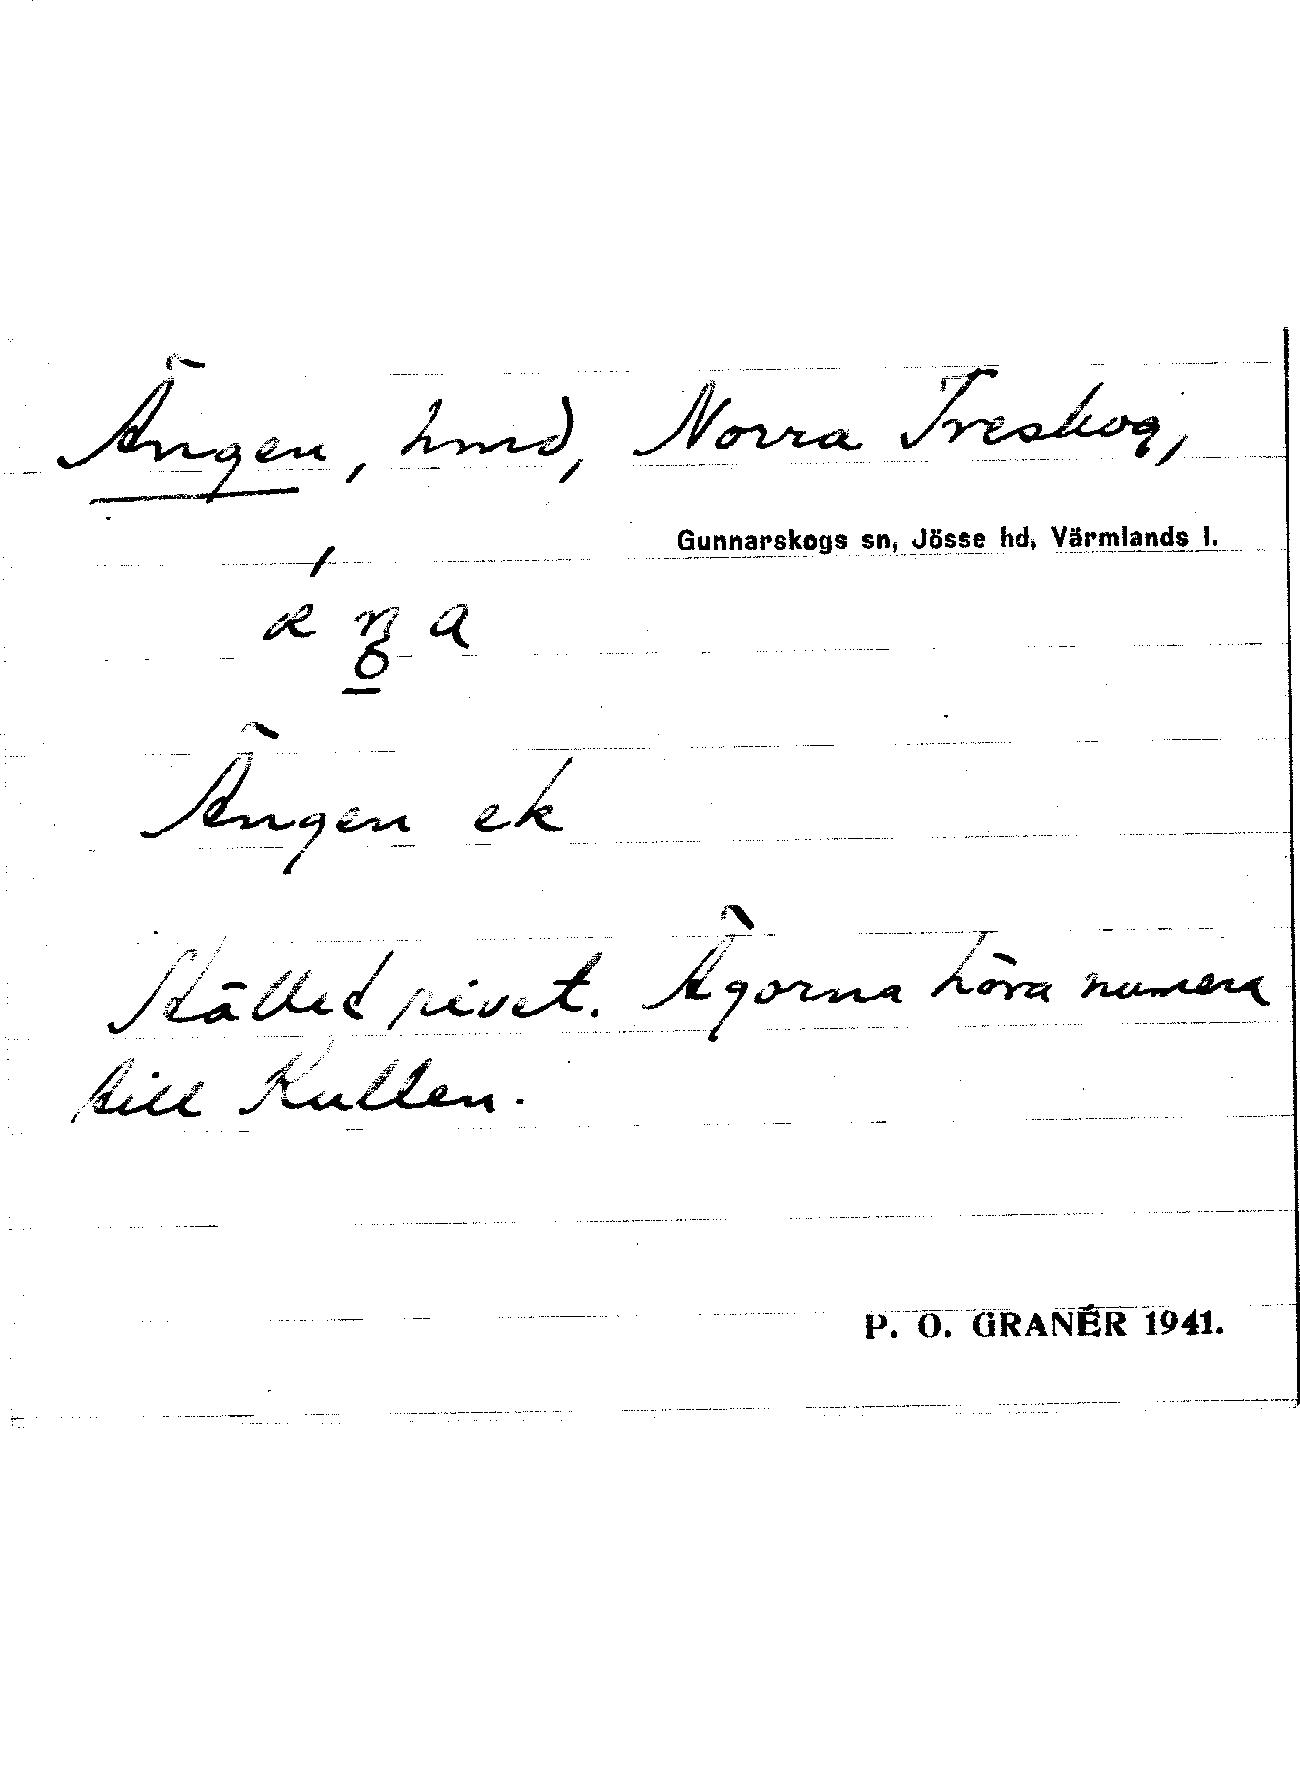 Ängen, hmd, Norra Treskog,
Gunnarskogs sn, Jösse hd, Värmlands l.
Ängen ek
Stället rivet. Ägorna höra numera
till Kullen.
P. O. GRANÉR 1941.